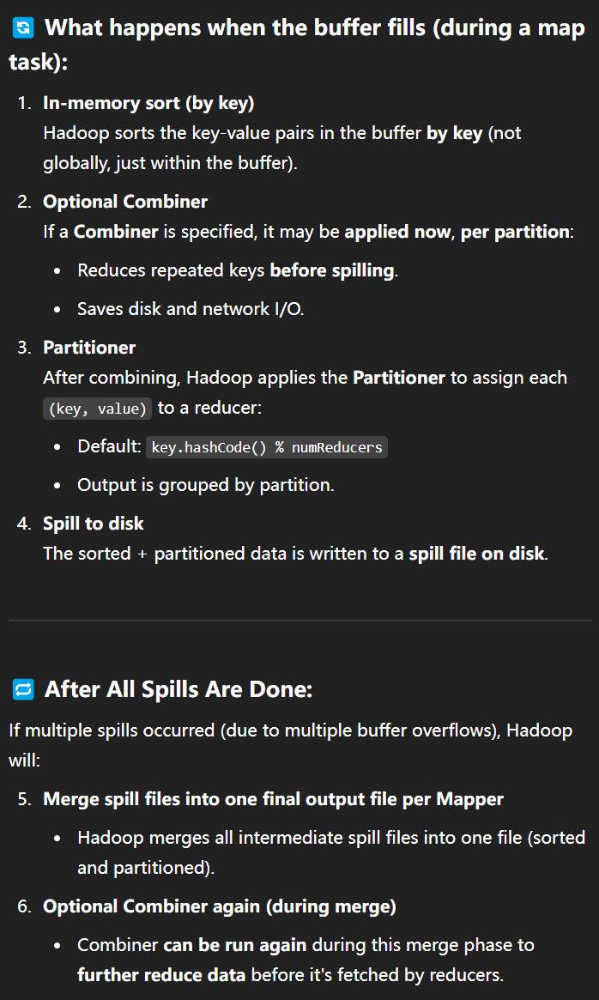 What happens when the buffer fills (during a map
task):
1. In-memory sort (by key)
Hadoop sorts the key-value pairs in the buffer by key (not
globally, just within the buffer).
2. Optional Combiner
If a Combiner is specified, it may be applied now, per partition:
• Reduces repeated keys before spilling.
• Saves disk and network I/O.
3. Partitioner
After combining, Hadoop applies the Partitioner to assign each
(key, value) to a reducer:
• Default: key.hashCode() % numReducers
• Output is grouped by partition.
4. Spill to disk
The sorted + partitioned data is written to a spill file on disk.
After All Spills Are Done:
If multiple spills occurred (due to multiple buffer overflows), Hadoop
will:
5. Merge spill files into one final output file per Mapper
• Hadoop merges all intermediate spill files into one file (sorted
and partitioned).
6. Optional Combiner again (during merge)
• Combiner can be run again during this merge phase to
further reduce data before it's fetched by reducers.